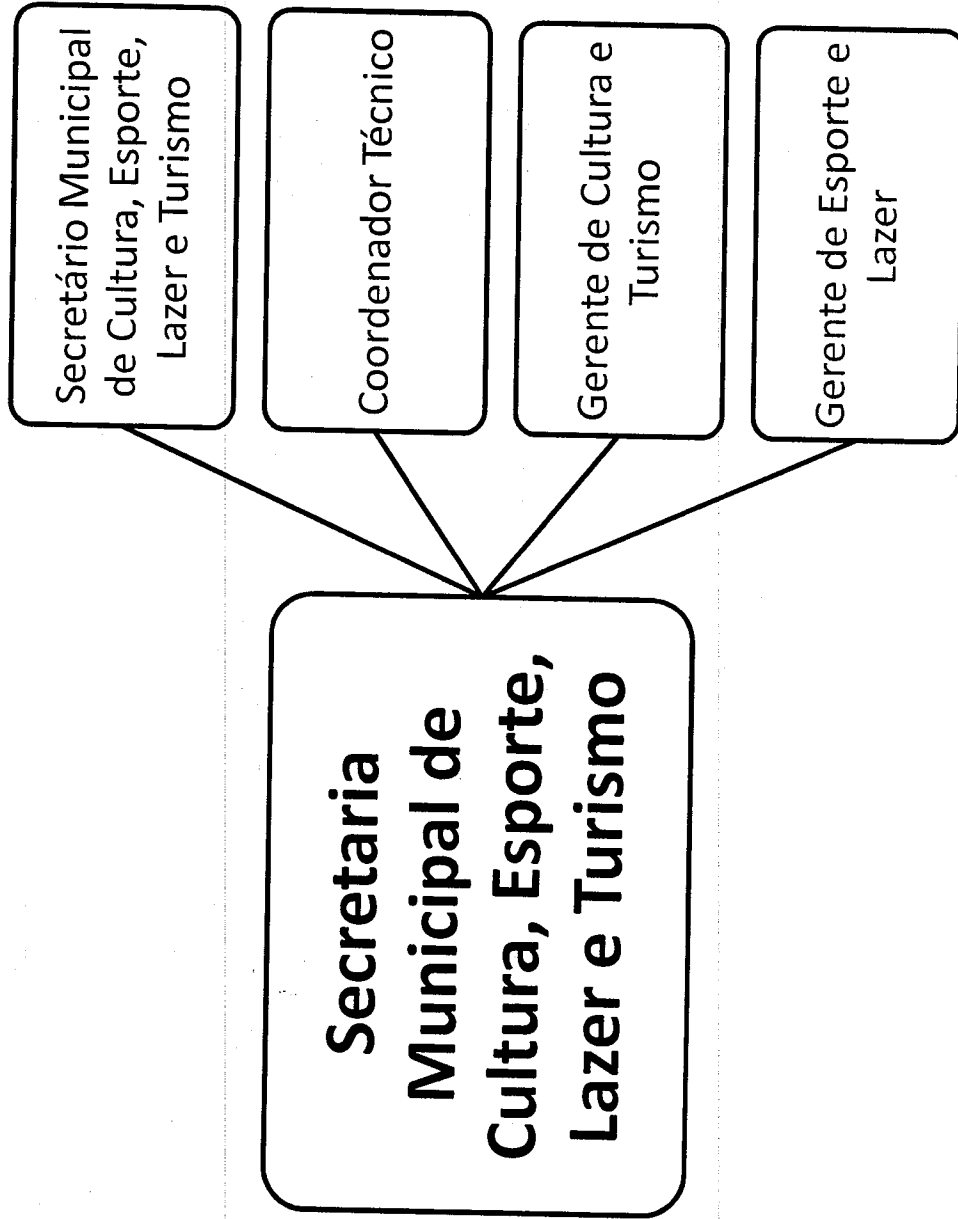 Secretaria
Municipal de
Cultura, Esporte,
Lazer e Turismo
Secretário Municipal
de Cultura, Esporte,
Lazer e Turismo
Coordenador Técnico
Gerente de Cultura e
Turismo
Gerente de Esporte e
Lazer